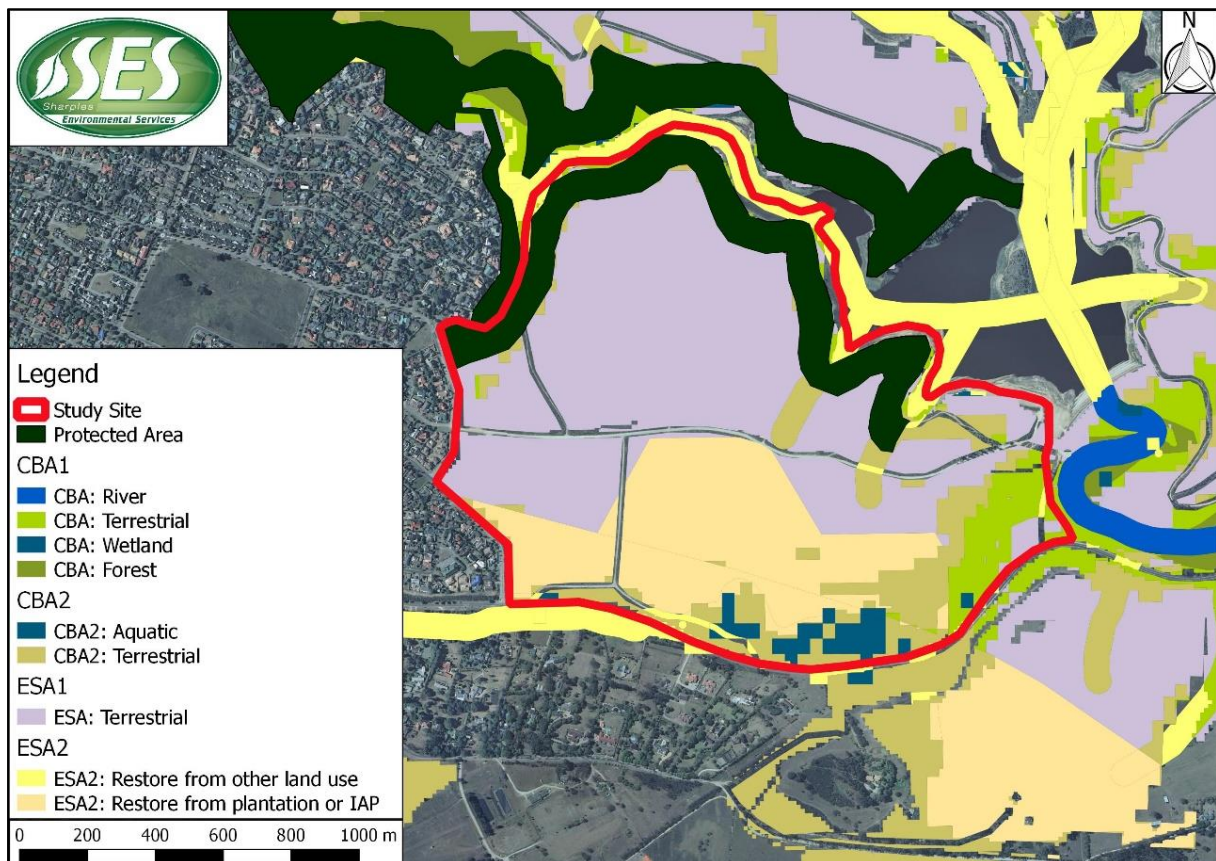 SES
Sharples
Environmental Services
N
Legend
Study Site
Protected Area
CBA1
CBA: River
CBA: Terrestrial
CBA: Wetland
CBA: Forest
CBA2
CBA2: Aquatic
CBA2: Terrestrial
ESA1
ESA: Terrestrial
ESA2
ESA2: Restore from other land use
ESA2: Restore from plantation or IAP
0 200 400 600 800 1000 m